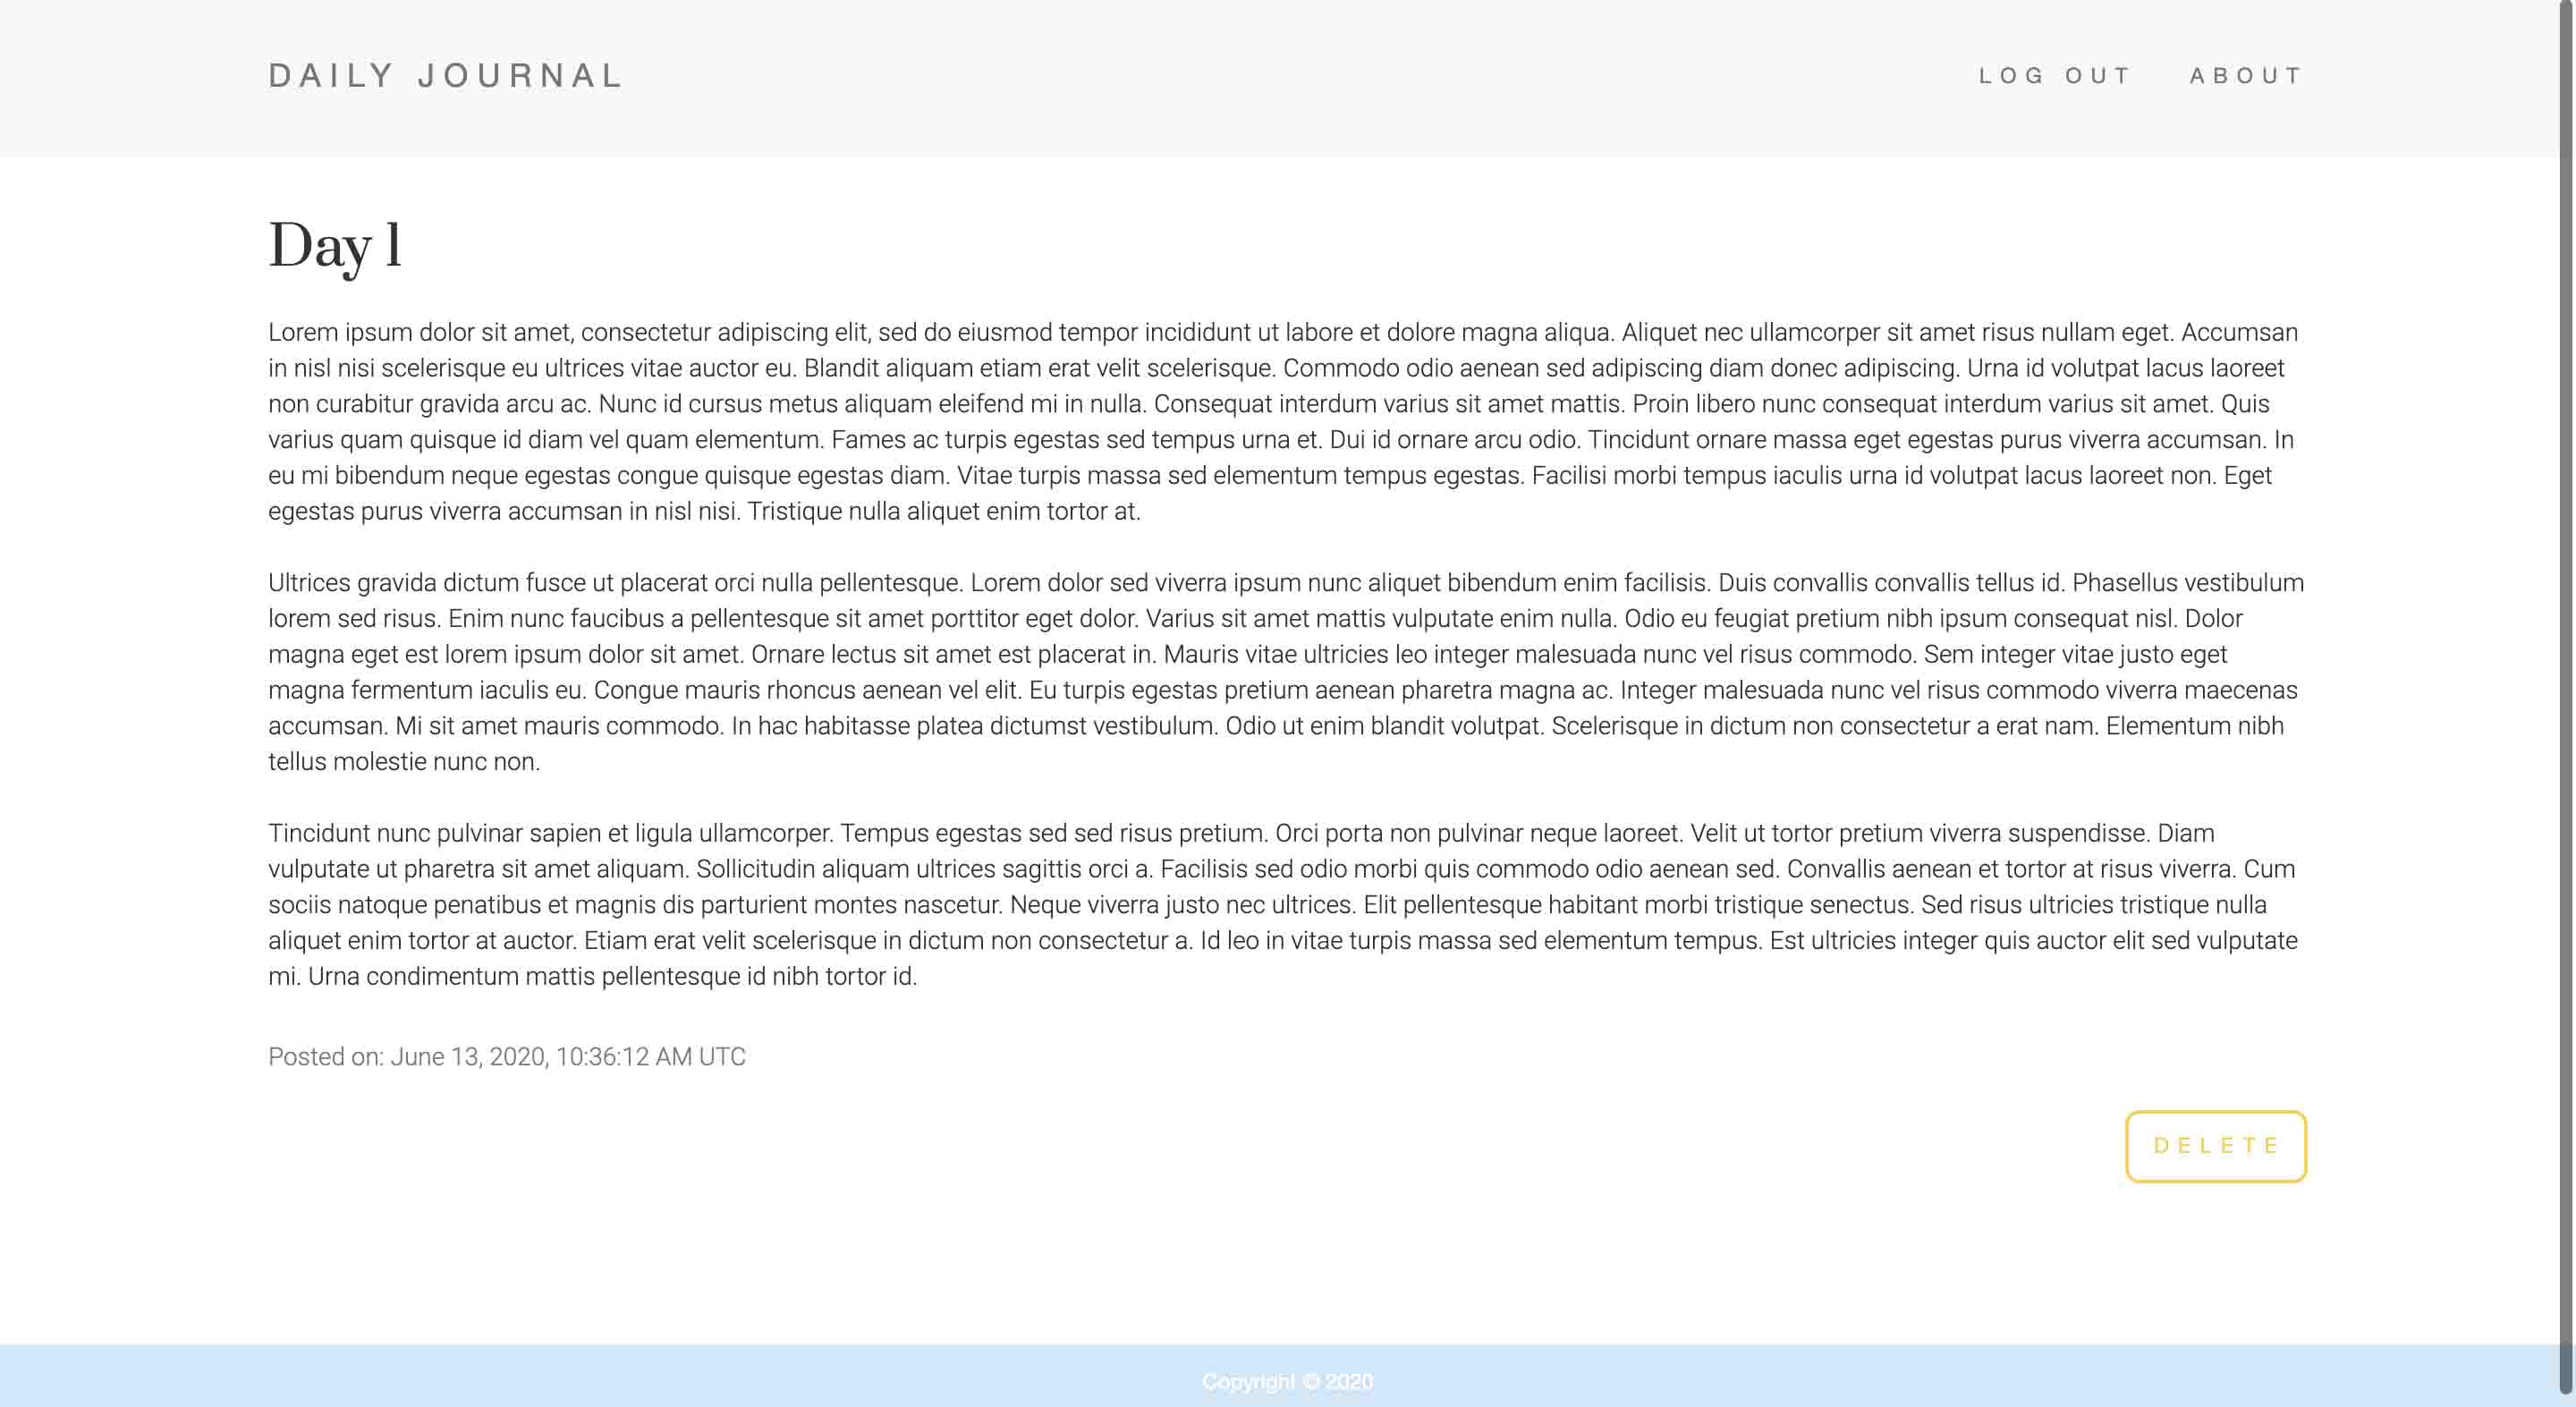 DAILY JOURNAL
LOG OUT
ABOUT
Day 1
Lorem ipsum dolor sit amet, consectetur adipiscing elit, sed do eiusmod tempor incididunt ut labore et dolore magna aliqua. Aliquet nec ullamcorper sit amet risus nullam eget. Accumsan
in nisl nisi scelerisque eu ultrices vitae auctor eu. Blandit aliquam etiam erat velit scelerisque. Commodo odio aenean sed adipiscing diam donec adipiscing. Urna id volutpat lacus laoreet
non curabitur gravida arcu ac. Nunc id cursus metus aliquam eleifend mi in nulla. Consequat interdum varius sit amet mattis. Proin libero nunc consequat interdum varius sit amet. Quis
varius quam quisque id diam vel quam elementum. Fames ac turpis egestas sed tempus urna et. Dui id ornare arcu odio. Tincidunt ornare massa eget egestas purus viverra accumsan. In
eu mi bibendum neque egestas congue quisque egestas diam. Vitae turpis massa sed elementum tempus egestas. Facilisi morbi tempus iaculis urna id volutpat lacus laoreet non. Eget
egestas purus viverra accumsan in nisl nisi. Tristique nulla aliquet enim tortor at.
Ultrices gravida dictum fusce ut placerat orci nulla pellentesque. Lorem dolor sed viverra ipsum nunc aliquet bibendum enim facilisis. Duis convallis convallis tellus id. Phasellus vestibulum
lorem sed risus. Enim nunc faucibus a pellentesque sit amet porttitor eget dolor. Varius sit amet mattis vulputate enim nulla. Odio eu feugiat pretium nibh ipsum consequat nisl. Dolor
magna eget est lorem ipsum dolor sit amet. Ornare lectus sit amet est placerat in. Mauris vitae ultricies leo integer malesuada nunc vel risus commodo. Sem integer vitae justo eget
magna fermentum iaculis eu. Congue mauris rhoncus aenean vel elit. Eu turpis egestas pretium aenean pharetra magna ac. Integer malesuada nunc vel risus commodo viverra maecenas
accumsan. Mi sit amet mauris commodo. In hac habitasse platea dictumst vestibulum. Odio ut enim blandit volutpat. Scelerisque in dictum non consectetur a erat nam. Elementum nibh
tellus molestie nunc non.
Tincidunt nunc pulvinar sapien et ligula ullamcorper. Tempus egestas sed sed risus pretium. Orci porta non pulvinar neque laoreet. Velit ut tortor pretium viverra suspendisse. Diam
vulputate ut pharetra sit amet aliquam. Sollicitudin aliquam ultrices sagittis orci a. Facilisis sed odio morbi quis commodo odio aenean sed. Convallis aenean et tortor at risus viverra. Cum
sociis natoque penatibus et magnis dis parturient montes nascetur. Neque viverra justo nec ultrices. Elit pellentesque habitant morbi tristique senectus. Sed risus ultricies tristique nulla
aliquet enim tortor at auctor. Etiam erat velit scelerisque in dictum non consectetur a. Id leo in vitae turpis massa sed elementum tempus. Est ultricies integer quis auctor elit sed vulputate
mi. Urna condimentum mattis pellentesque id nibh tortor id.
Posted on: June 13, 2020, 10:36:12 AM UTC
DELETE
Copyright © 2020